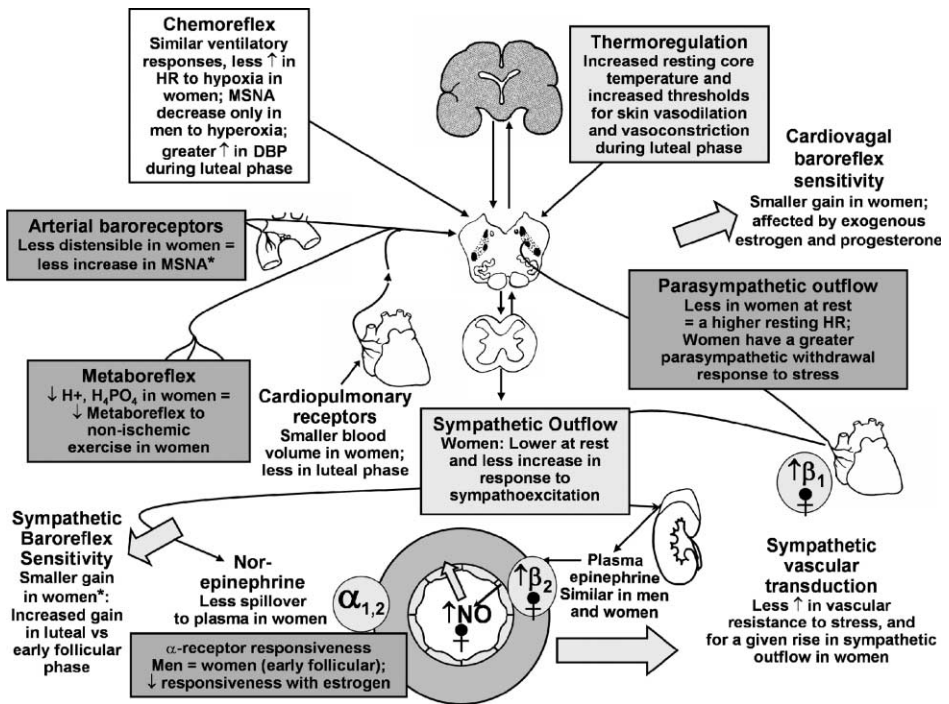 Chemoreflex
Similar ventilatory
responses, less ↑ in
HR to hypoxia in
women; MSNA
decrease only in
men to hyperoxia;
greater ↑ in DBP
during luteal phase
Thermoregulation
Increased resting core
temperature and
increased thresholds
for skin vasodilation
and vasoconstriction
during luteal phase
Cardiovagal
baroreflex
sensitivity
Smaller gain in women;
affected by exogenous
estrogen and progesterone
Arterial baroreceptors
Less distensible in women =
less increase in MSNA*
Parasympathetic outflow
Less in women at rest
= a higher resting HR;
Women have a greater
parasympathetic withdrawal
response to stress
Metaboreflex
↓ H+, H₄PO₄ in women =
↓ Metaboreflex to
non-ischemic
exercise in women
Cardiopulmonary
receptors
Smaller blood
volume in women;
less in luteal phase
Sympathetic Outflow
Women: Lower at rest
and less increase in
response to
sympathoexcitation
↑β₁
Sympathetic
Baroreflex
Sensitivity
Smaller gain
in women*:
Increased gain
in luteal vs
early follicular
phase
Nor-
epinephrine
Less spillover
to plasma in women
α₁,₂
↑NO
↑β₂
Plasma
epinephrine
Similar in men
and women
Sympathetic
vascular
transduction
Less ↑ in vascular
resistance to stress, and
for a given rise in sympathetic
outflow in women
α-receptor responsiveness
Men = women (early follicular);
↓ responsiveness with estrogen